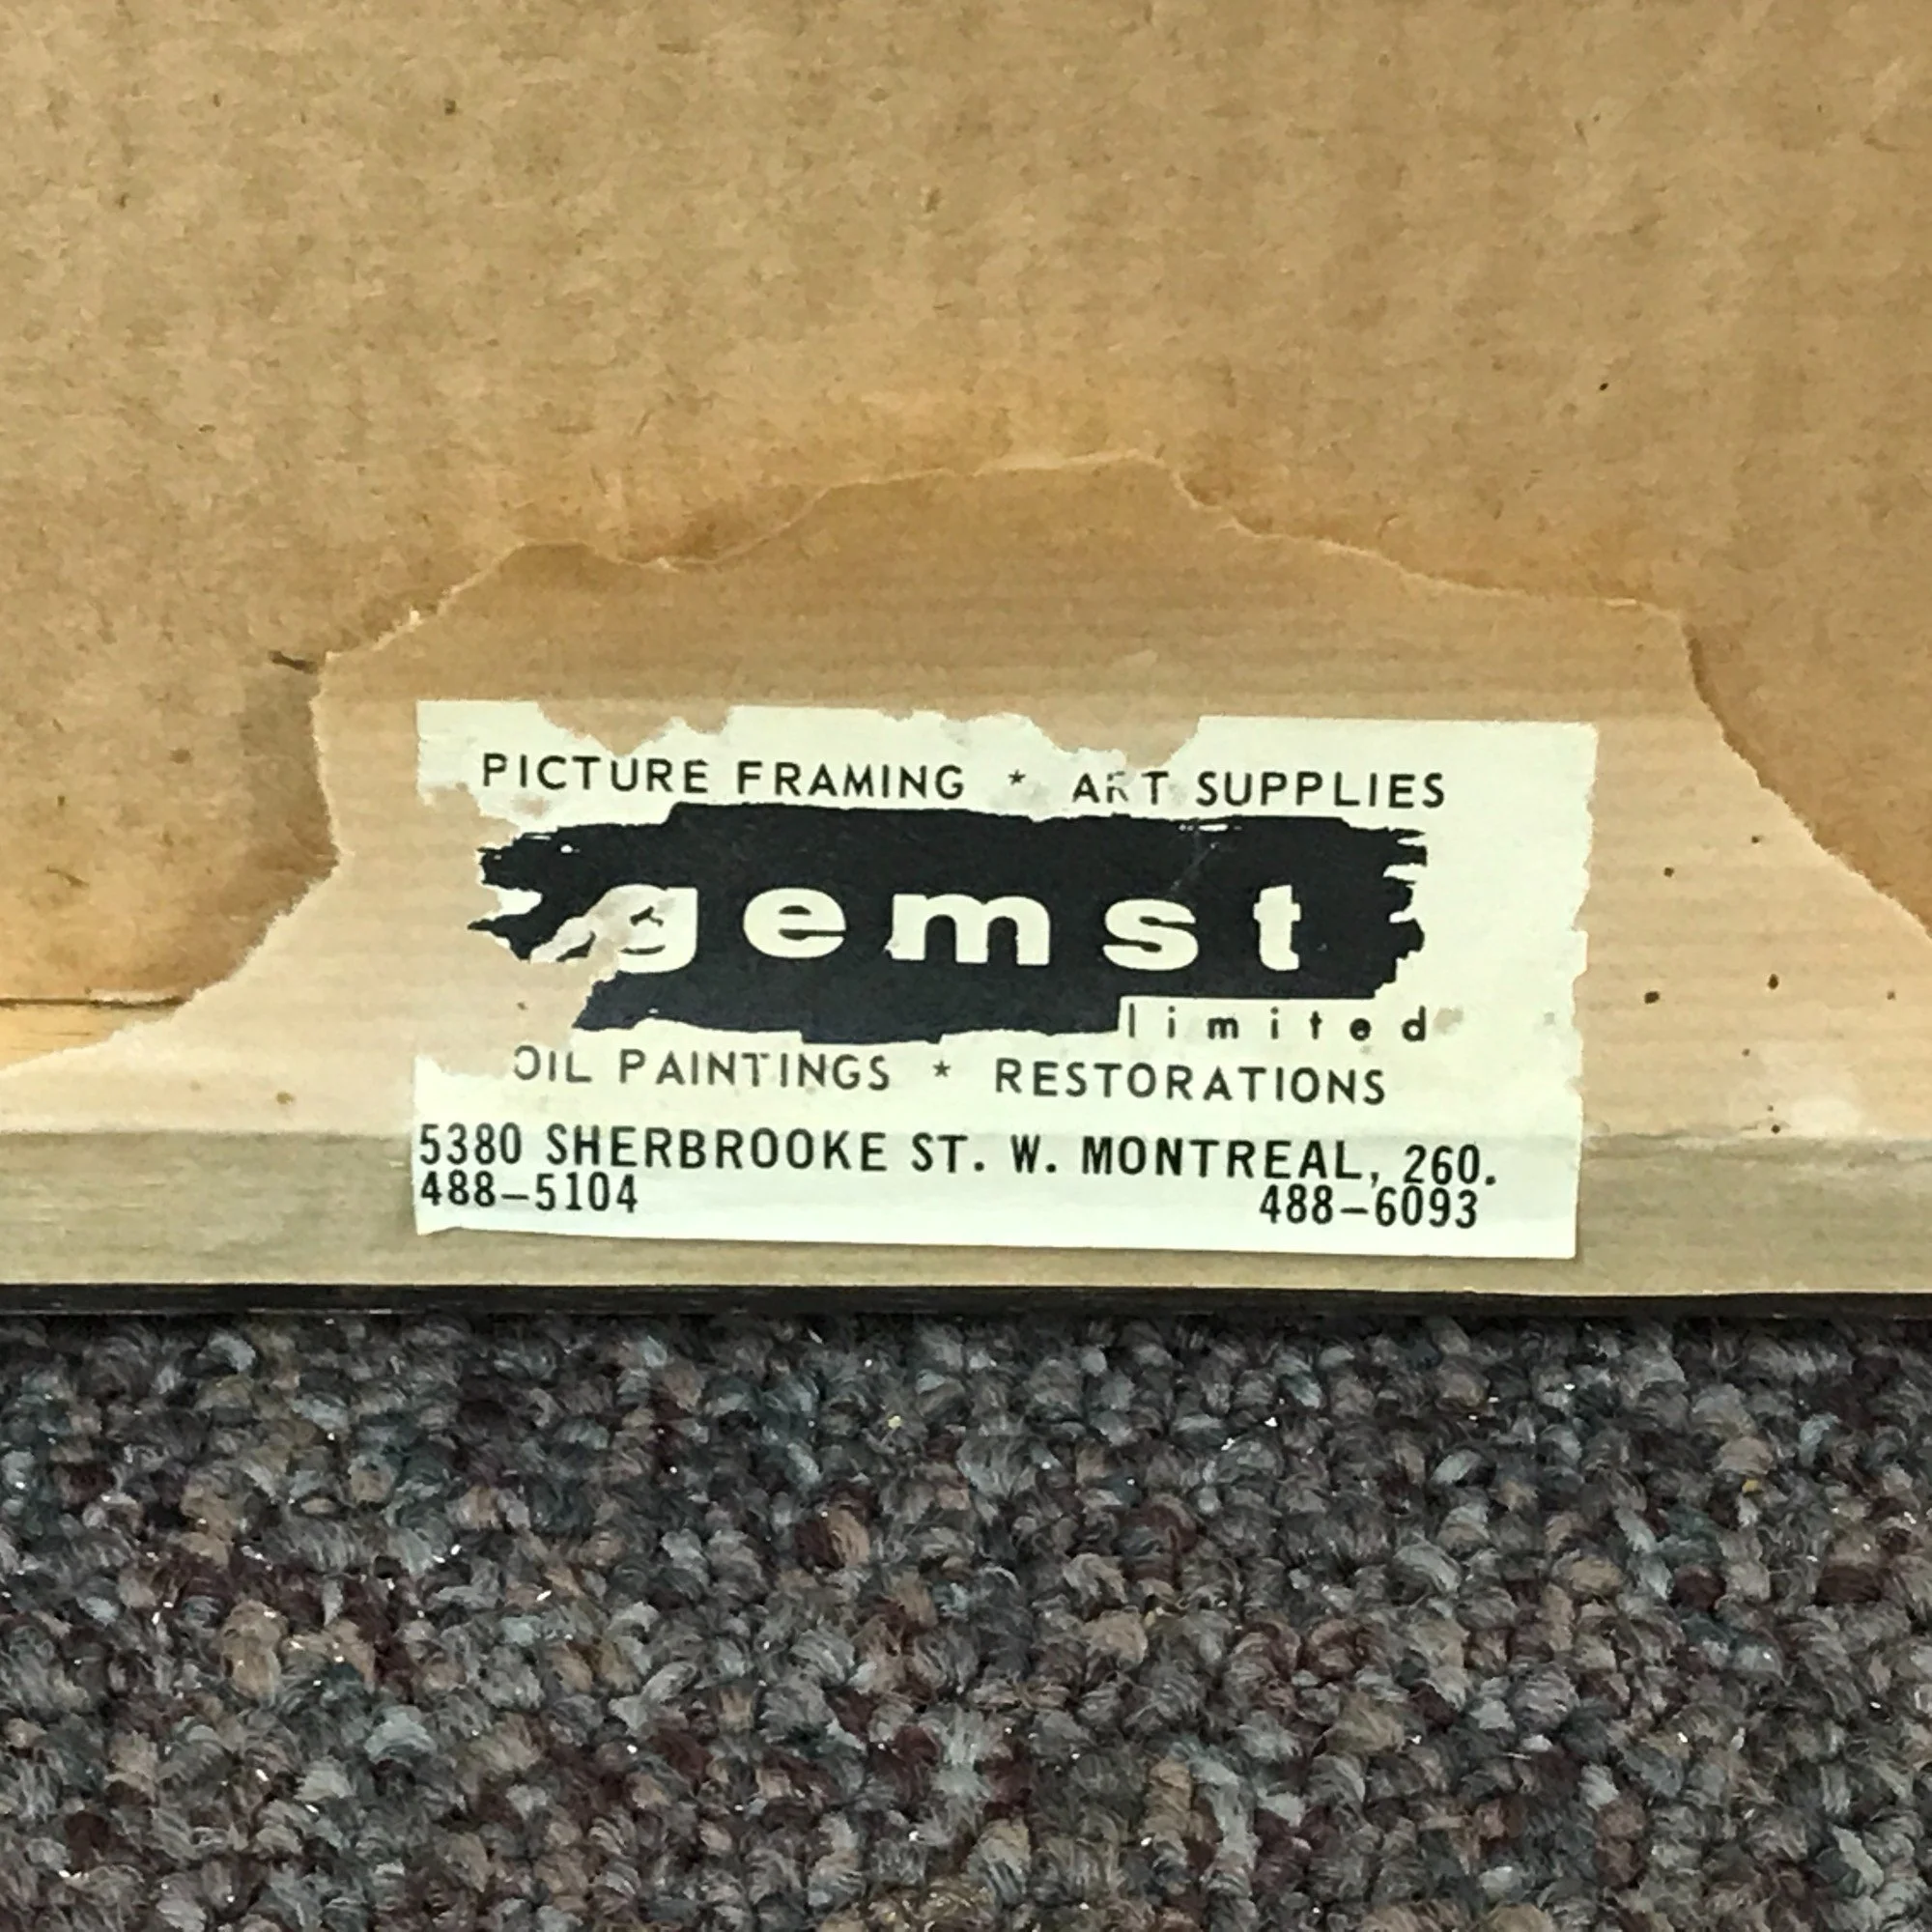 PICTURE FRAMING * ART SUPPLIES
gemst
limited
OIL PAINTINGS * RESTORATIONS
5380 SHERBROOKE ST. W. MONTREAL, 260.
488-5104 488-6093